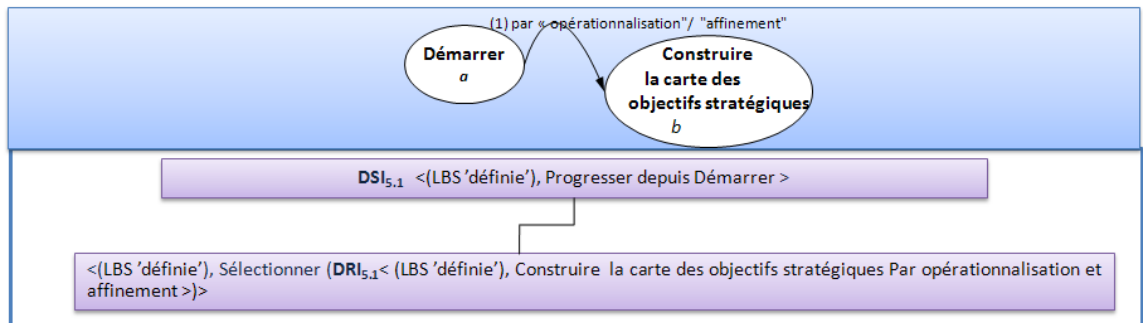 (1) par « opérationnalisation"/ "affinement"
Démarrer
a
Construire
la carte des
objectifs stratégiques
b
DSI5.1 <(LBS 'définie'), Progresser depuis Démarrer >
<(LBS 'définie'), Sélectionner (DRI5.1< (LBS 'définie'), Construire la carte des objectifs stratégiques Par opérationnalisation et
affinement >)>